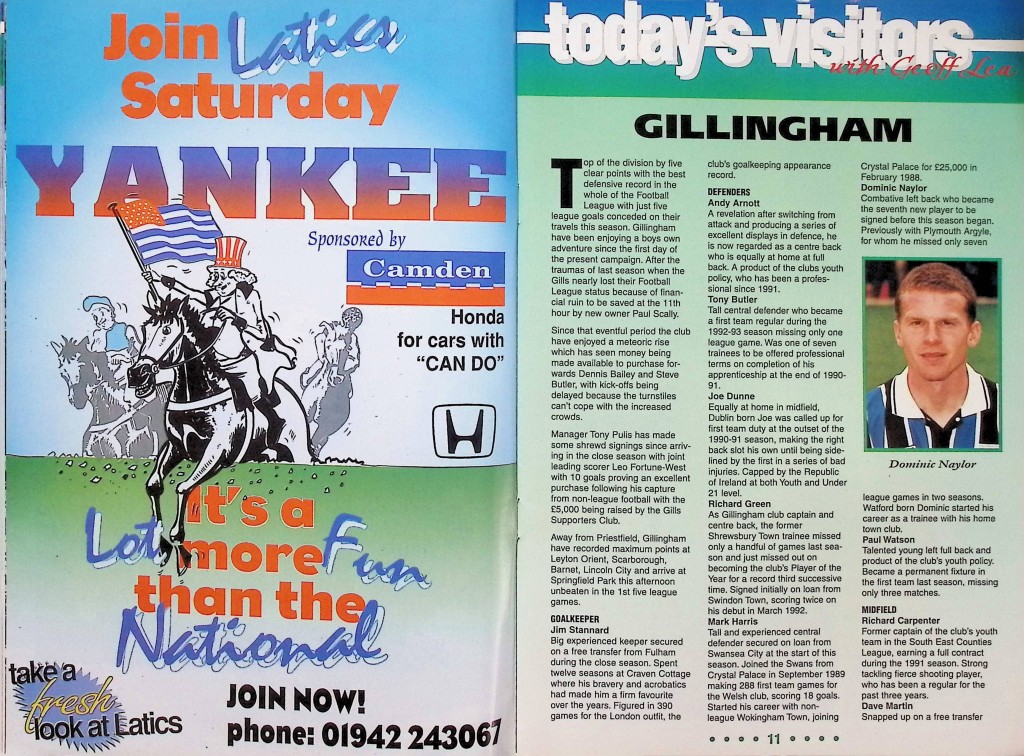 Join Latics
Saturday
YANKEE
Sponsored by
Camden
Honda
for cars with
“CAN DO”
It's a
Lot more Fun
than the
National
take a
fresh
look at Latics
JOIN NOW!
phone: 01942 243067
today's visitors
with Geoff Lea
GILLINGHAM
Top of the division by five
clear points with the best
defensive record in the
whole of the Football
League with just five
league goals conceded on their
travels this season. Gillingham
have been enjoying a boys own
adventure since the first day of
the present campaign. After the
traumas of last season when the
Gills nearly lost their Football
League status because of finan-
cial ruin to be saved at the 11th
hour by new owner Paul Scally.
Since that eventful period the club
have enjoyed a meteoric rise
which has seen money being
made available to purchase for-
wards Dennis Bailey and Steve
Butler, with kick-offs being
delayed because the turnstiles
can't cope with the increased
crowds.
Manager Tony Pulis has made
some shrewd signings since arriv-
ing in the close season with joint
leading scorer Leo Fortune-West
with 10 goals proving an excellent
purchase following his capture
from non-league football with the
£5,000 being raised by the Gills
Supporters Club.
Away from Priestfield, Gillingham
have recorded maximum points at
Leyton Orient, Scarborough,
Barnet, Lincoln City and arrive at
Springfield Park this afternoon
unbeaten in the 1st five league
games.
GOALKEEPER
Jim Stannard
Big experienced keeper secured
on a free transfer from Fulham
during the close season. Spent
twelve seasons at Craven Cottage
where his bravery and acrobatics
had made him a firm favourite
over the years. Figured in 390
games for the London outfit, the
club's goalkeeping appearance
record.
DEFENDERS
Andy Arnott
A revelation after switching from
attack and producing a series of
excellent displays in defence, he
is now regarded as a centre back
who is equally at home at full
back. A product of the clubs youth
policy, who has been a profes-
sional since 1991.
Tony Butler
Tall central defender who became
a first team regular during the
1992-93 season missing only one
league game. Was one of seven
trainees to be offered professional
terms on completion of his
apprenticeship at the end of 1990-
91.
Joe Dunne
Equally at home in midfield,
Dublin born Joe was called up for
first team duty at the outset of the
1990-91 season, making the right
back slot his own until being side-
lined by the first in a series of bad
injuries. Capped by the Republic
of Ireland at both Youth and Under
21 level.
Richard Green
As Gillingham club captain and
centre back, the former
Shrewsbury Town trainee missed
only a handful of games last sea-
son and just missed out on
becoming the club's Player of the
Year for a record third successive
time. Signed initially on loan from
Swindon Town, scoring twice on
his debut in March 1992.
Mark Harris
Tall and experienced central
defender secured on loan from
Swansea City at the start of this
season. Joined the Swans from
Crystal Palace in September 1989
making 288 first team games for
the Welsh club, scoring 18 goals.
Started his career with non-
league Wokingham Town, joining
Crystal Palace for £25,000 in
February 1988.
Dominic Naylor
Combative left back who became
the seventh new player to be
signed before this season began.
Previously with Plymouth Argyle,
for whom he missed only seven
Dominic Naylor
league games in two seasons.
Watford born Dominic started his
career as a trainee with his home
town club.
Paul Watson
Talented young left full back and
product of the club's youth policy.
Became a permanent fixture in
the first team last season, missing
only three matches.
MIDFIELD
Richard Carpenter
Former captain of the club's youth
team in the South East Counties
League, earning a full contract
during the 1991 season. Strong
tackling fierce shooting player,
who has been a regular for the
past three years.
Dave Martin
Snapped up on a free transfer
11